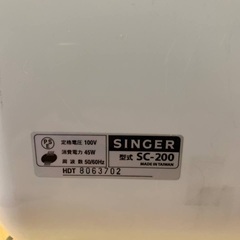 PSE
定格電圧 100V
消費電力 45W
周波数 50/60Hz
HDT 8063702
SINGER
型式 SC-200
MADE IN TAIWAN